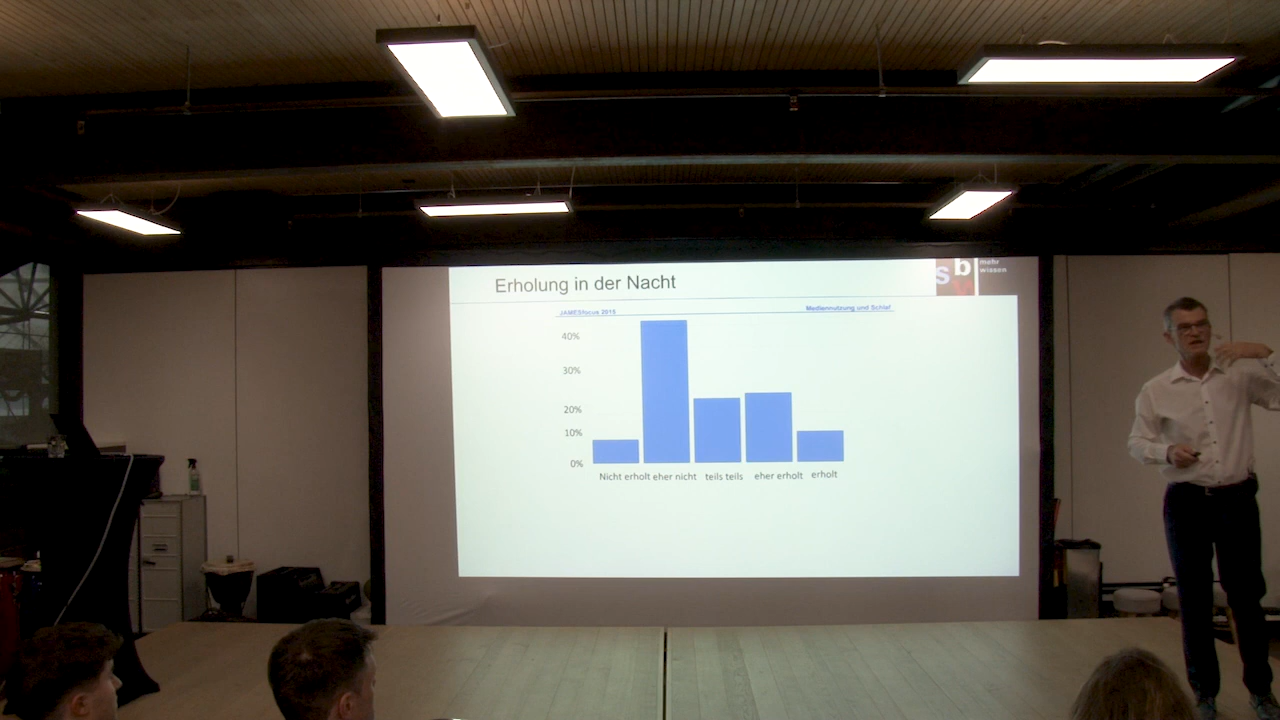 Erholung in der Nacht
sb
mehr
wissen
JAMESfocus 2015
Mediennutzung und Schlaf
40%
30%
20%
10%
0%
Nicht erholt eher nicht teils teils eher erholt erholt